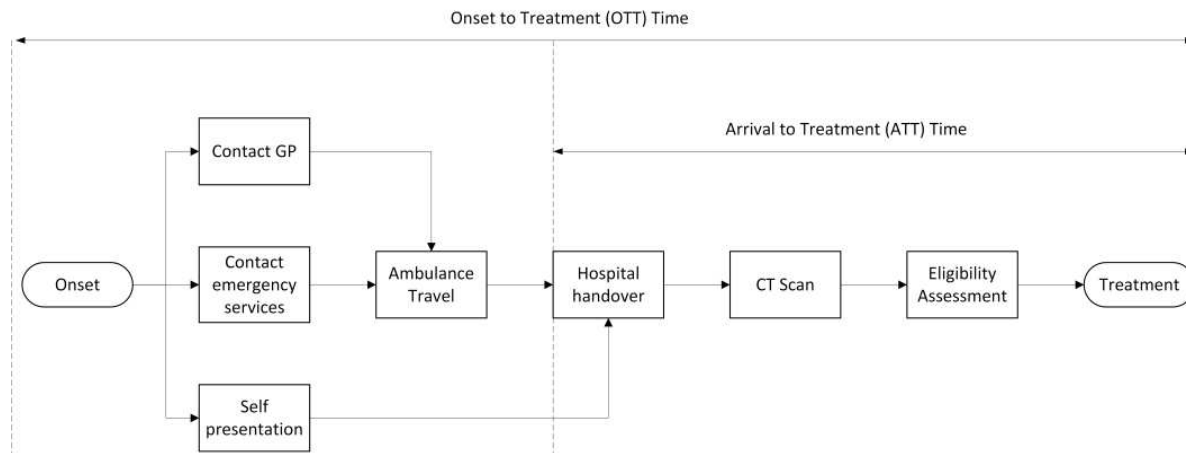 Onset to Treatment (OTT) Time
Arrival to Treatment (ATT) Time
Contact GP
Onset
Contact
emergency
services
Ambulance
Travel
Hospital
handover
CT Scan
Eligibility
Assessment
Treatment
Self
presentation